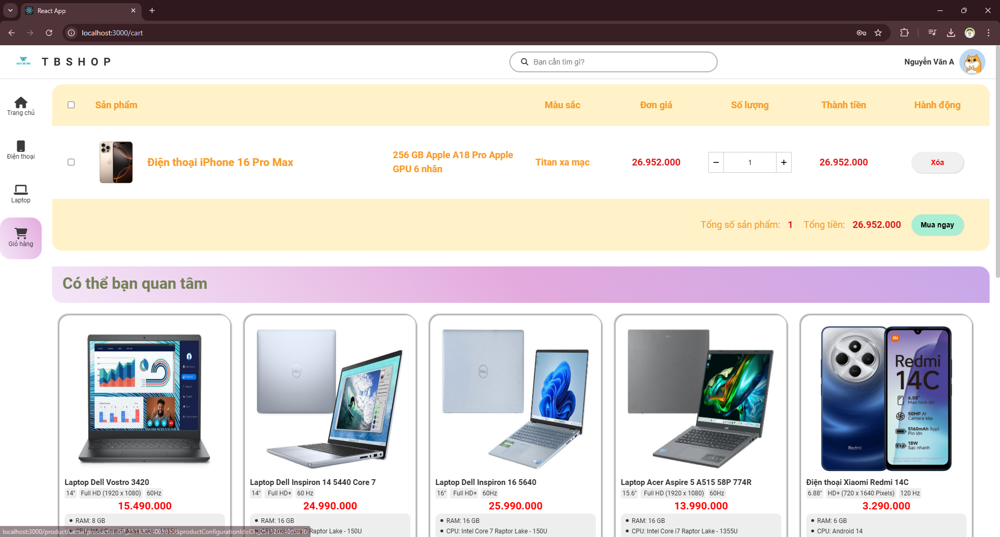 React App
localhost:3000/cart
TBSHOP
Bạn cần tìm gì?
Nguyễn Văn A
Trang chủ
Điện thoại
Laptop
Giỏ hàng
Sản phẩm
Màu sắc
Đơn giá
Số lượng
Thành tiền
Hành động
Điện thoại iPhone 16 Pro Max
256 GB Apple A18 Pro Apple
GPU 6 nhân
Titan xa mạc
26.952.000
− 1 +
26.952.000
Xóa
Tổng số sản phẩm: 1 Tổng tiền: 26.952.000
Mua ngay
Có thể bạn quan tâm
Laptop Dell Vostro 3420
14" Full HD (1920 x 1080) 60Hz
15.490.000
RAM: 8 GB
Laptop Dell Inspiron 14 5440 Core 7
14" Full HD+ 60 Hz
24.990.000
RAM: 16 GB
Raptor Lake - 150U
DELL
Laptop Dell Inspiron 16 5640
16" Full HD+ 60Hz
25.990.000
RAM: 16 GB
CPU: Intel Core 7 Raptor Lake - 150U
DELL
Laptop Acer Aspire 5 A515 58P 774R
15.6" Full HD (1920 x 1080) 60Hz
13.990.000
RAM: 16 GB
CPU: Intel Core i7 Raptor Lake - 1355U
Redmi
14C
6.88"
Màn hình lớn
50MP AI
Camera kép
5160mAh (typ)
Pin lớn
18W
Sạc nhanh
Redmi
Điện thoại Xiaomi Redmi 14C
6.88" HD+ (720 x 1640 Pixels) 120 Hz
3.290.000
RAM: 6 GB
CPU: Android 14